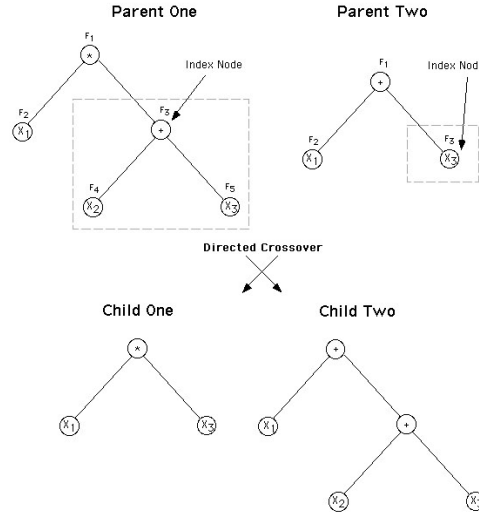 Parent One
Parent Two
F1
*
Index Node
F1
+
Index Nod
F2
X1
F3
+
F2
X1
F3
X3
F4
X2
F5
X3
Directed Crossover
Child One
Child Two
*
+
X1
X3
X1
+
X2